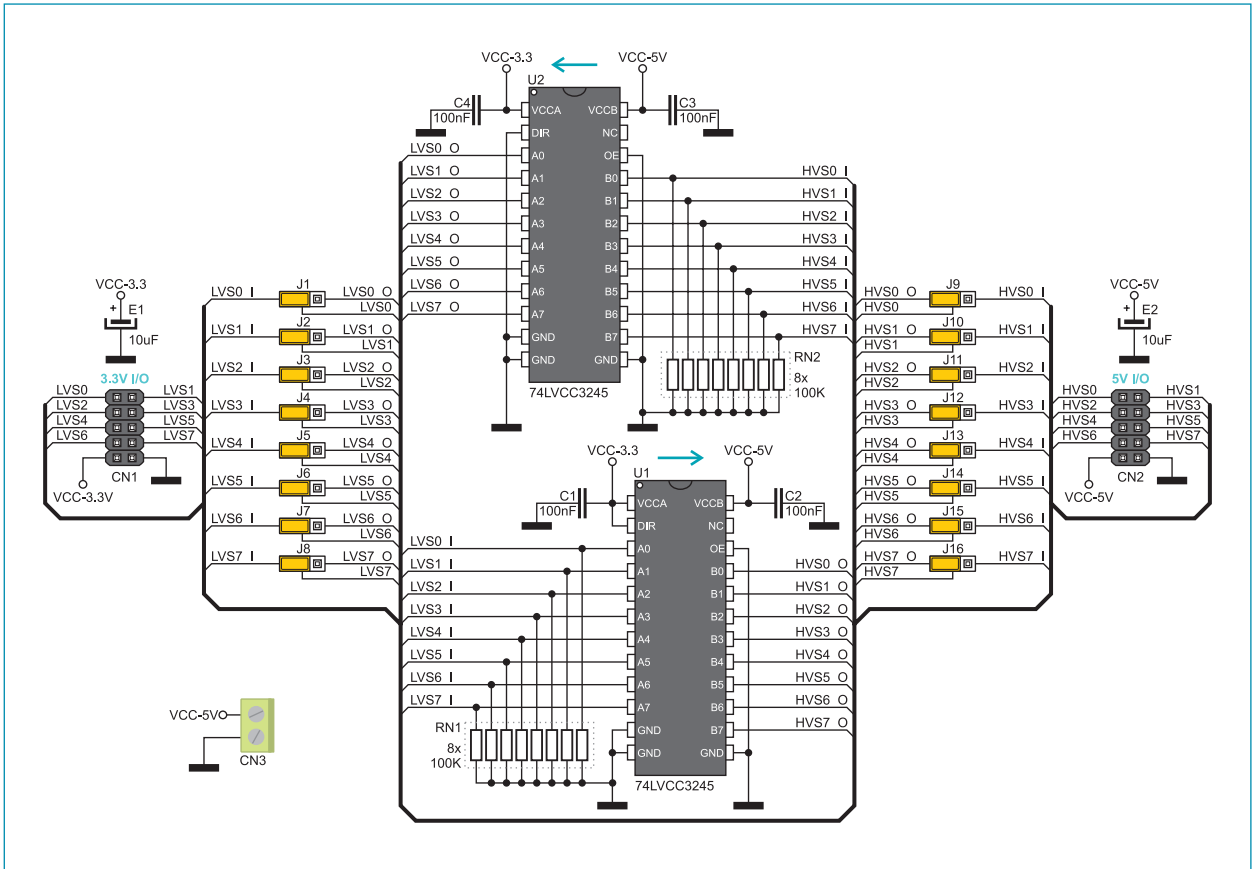 VCC-3.3
VCC-5V
U2
C4
100nF
C3
100nF
VCCA
VCCB
DIR
NC
A0
OE
A1
B0
A2
B1
A3
B2
A4
B3
A5
B4
A6
B5
A7
B6
GND
B7
GND
GND
74LVCC3245
LVS0 O
LVS1 O
LVS2 O
LVS3 O
LVS4 O
LVS5 O
LVS6 O
LVS7 O
HVS0 I
HVS1 I
HVS2 I
HVS3 I
HVS4 I
HVS5 I
HVS6 I
HVS7 I
RN2
8x
100K
VCC-3.3
E1
+
10uF
3.3V I/O
LVS0
LVS1
LVS2
LVS3
LVS4
LVS5
LVS6
LVS7
CN1
VCC-3.3V
LVS0 I
J1
LVS0 O
LVS0
LVS1 I
J2
LVS1 O
LVS1
LVS2 I
J3
LVS2 O
LVS2
LVS3 I
J4
LVS3 O
LVS3
LVS4 I
J5
LVS4 O
LVS4
LVS5 I
J6
LVS5 O
LVS5
LVS6 I
J7
LVS6 O
LVS6
LVS7 I
J8
LVS7 O
LVS7
HVS0 O
J9
HVS0 I
HVS0
HVS1 O
J10
HVS1 I
HVS1
HVS2 O
J11
HVS2 I
HVS2
HVS3 O
J12
HVS3 I
HVS3
HVS4 O
J13
HVS4 I
HVS4
HVS5 O
J14
HVS5 I
HVS5
HVS6 O
J15
HVS6 I
HVS6
HVS7 O
J16
HVS7 I
HVS7
VCC-5V
+
E2
10uF
5V I/O
HVS0
HVS1
HVS2
HVS3
HVS4
HVS5
HVS6
HVS7
CN2
VCC-5V
VCC-3.3
VCC-5V
U1
C1
100nF
C2
100nF
VCCA
VCCB
DIR
NC
A0
OE
A1
B0
A2
B1
A3
B2
A4
B3
A5
B4
A6
B5
A7
B6
GND
B7
GND
GND
74LVCC3245
LVS0 I
LVS1 I
LVS2 I
LVS3 I
LVS4 I
LVS5 I
LVS6 I
LVS7 I
HVS0 O
HVS1 O
HVS2 O
HVS3 O
HVS4 O
HVS5 O
HVS6 O
HVS7 O
RN1
8x
100K
VCC-5V
CN3